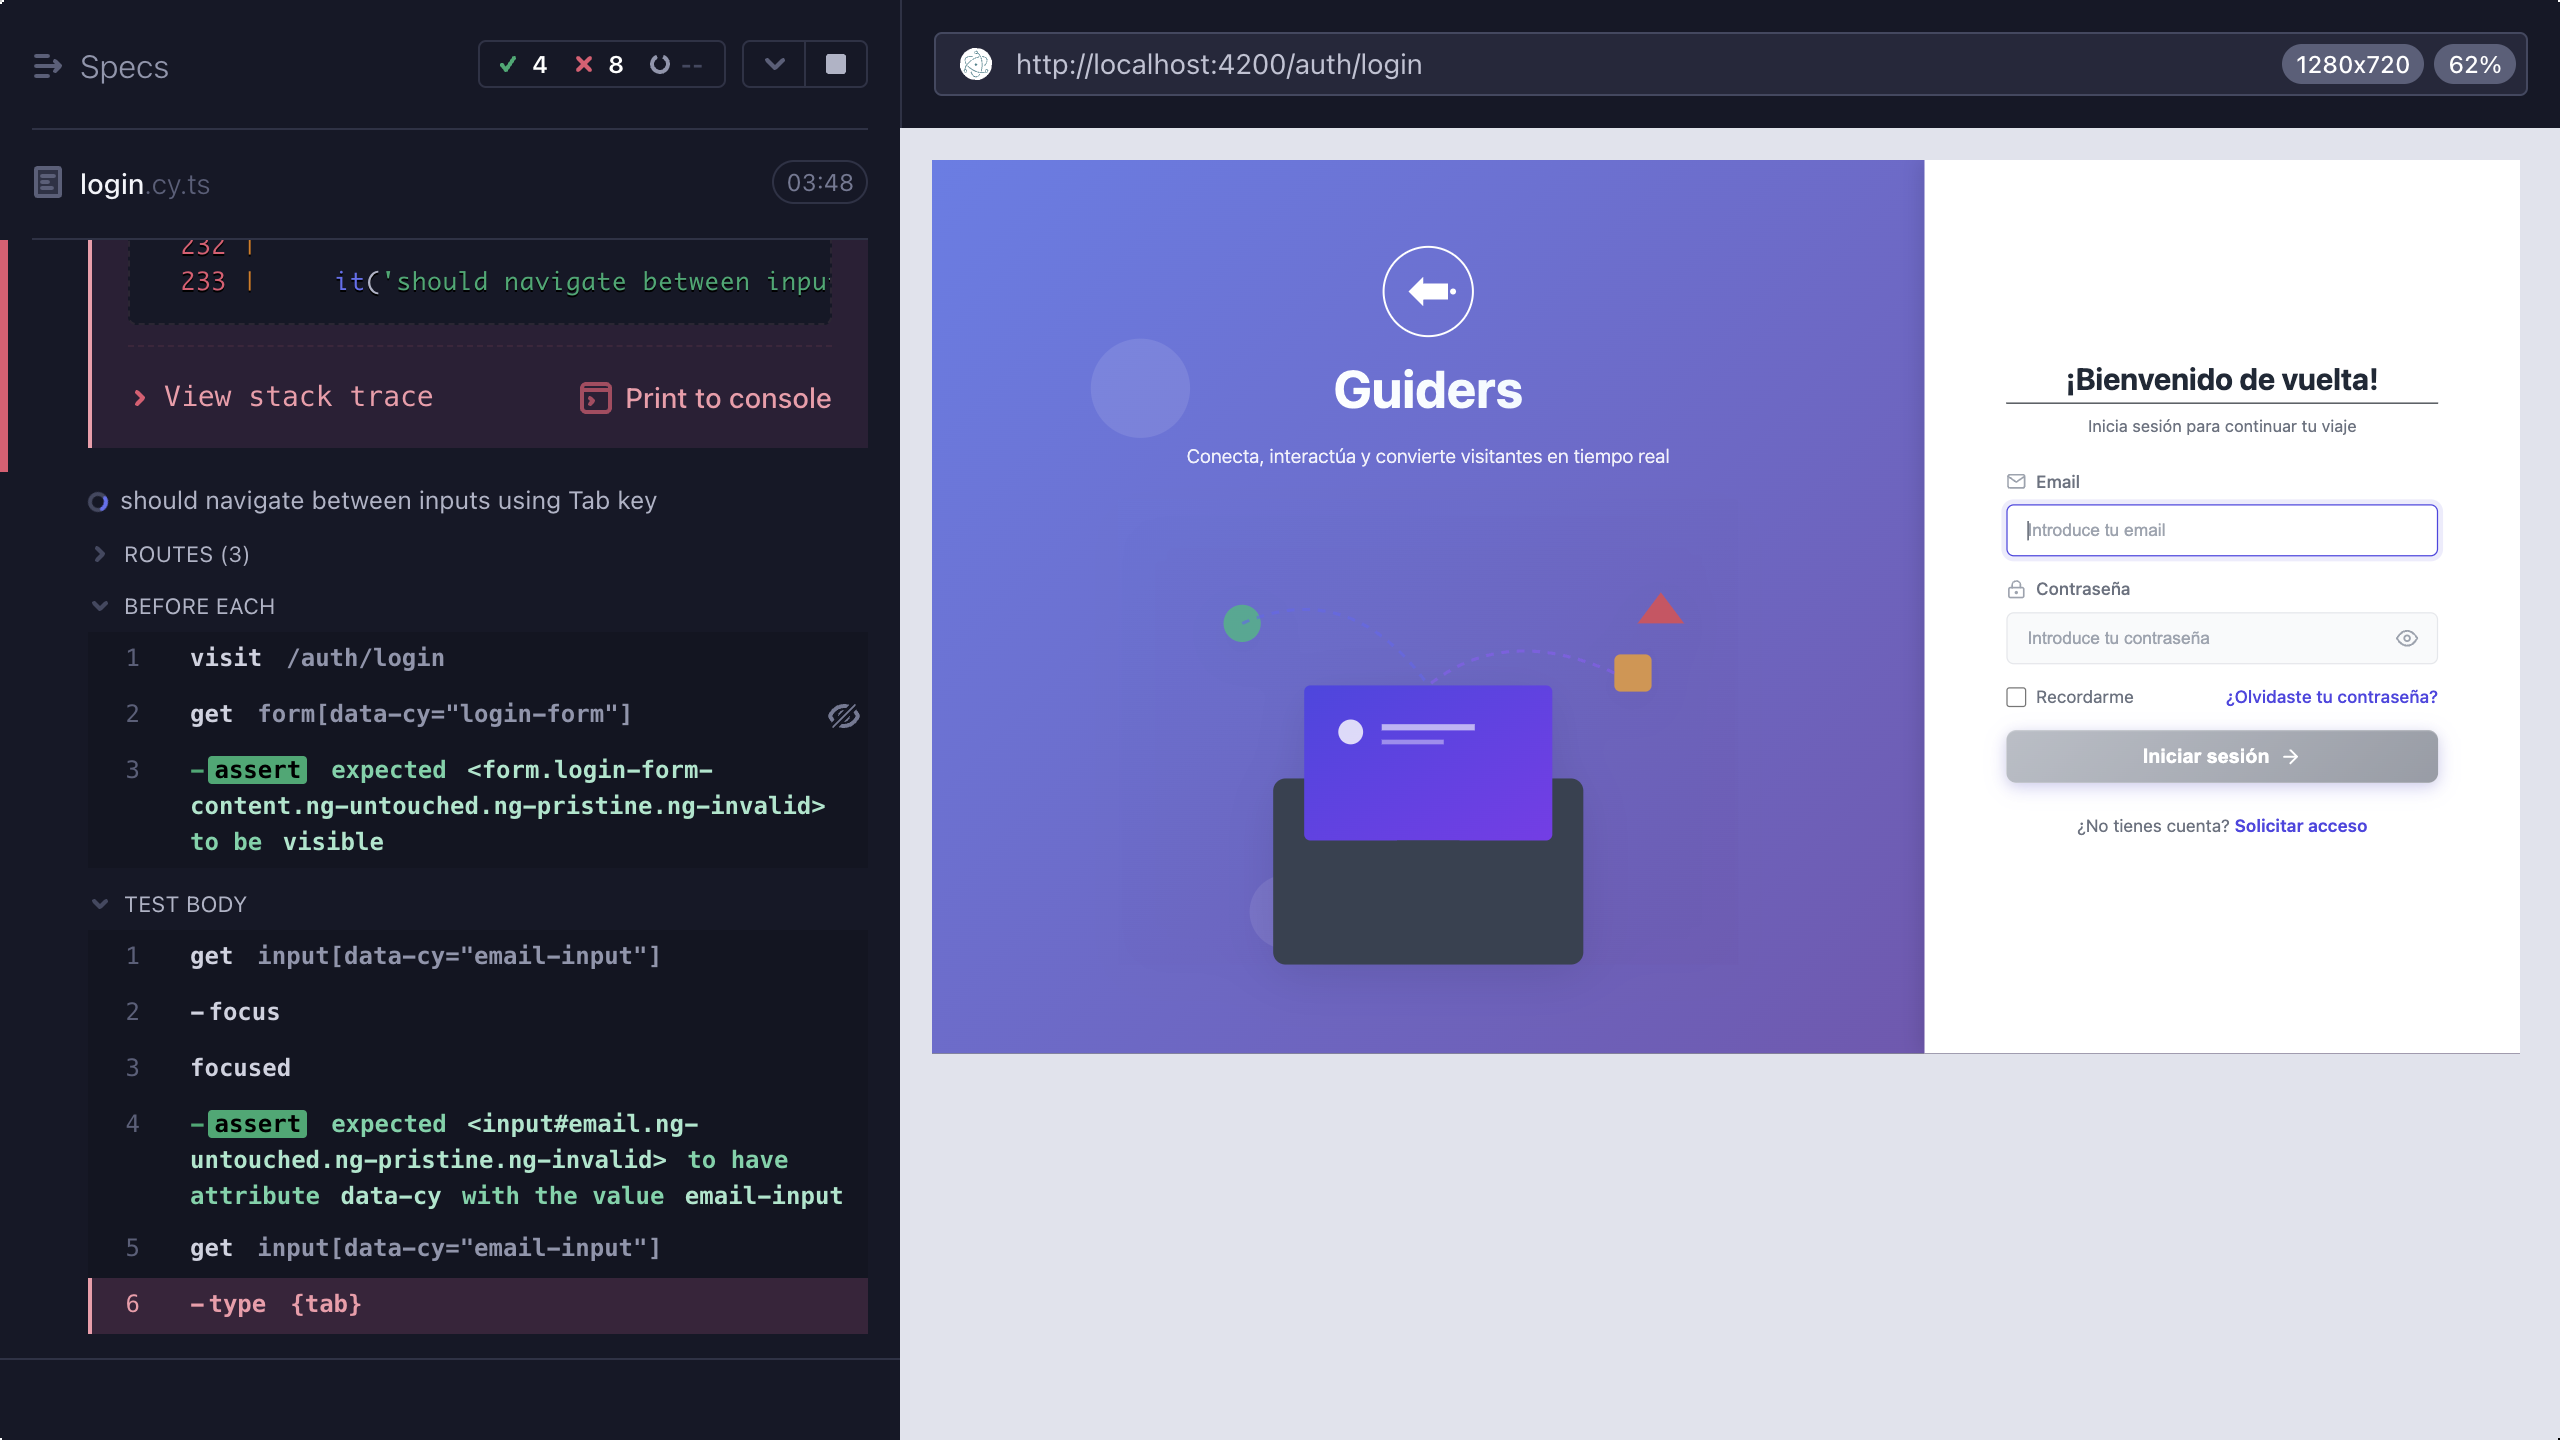 Specs
4 8 --
login.cy.ts
03:48
232 |
233 | it('should navigate between inpu
View stack trace
Print to console
should navigate between inputs using Tab key
ROUTES (3)
BEFORE EACH
1 visit /auth/login
2 get form[data-cy="login-form"]
3 -assert expected <form.login-form-
content.ng-untouched.ng-pristine.ng-invalid>
to be visible
TEST BODY
1 get input[data-cy="email-input"]
2 -focus
3 focused
4 -assert expected <input#email.ng-
untouched.ng-pristine.ng-invalid> to have
attribute data-cy with the value email-input
5 get input[data-cy="email-input"]
6 -type {tab}
http://localhost:4200/auth/login
1280x720 62%
Guiders
Conecta, interactúa y convierte visitantes en tiempo real
¡Bienvenido de vuelta!
Inicia sesión para continuar tu viaje
Email
Introduce tu email
Contraseña
Introduce tu contraseña
Recordarme
¿Olvidaste tu contraseña?
Iniciar sesión →
¿No tienes cuenta? Solicitar acceso